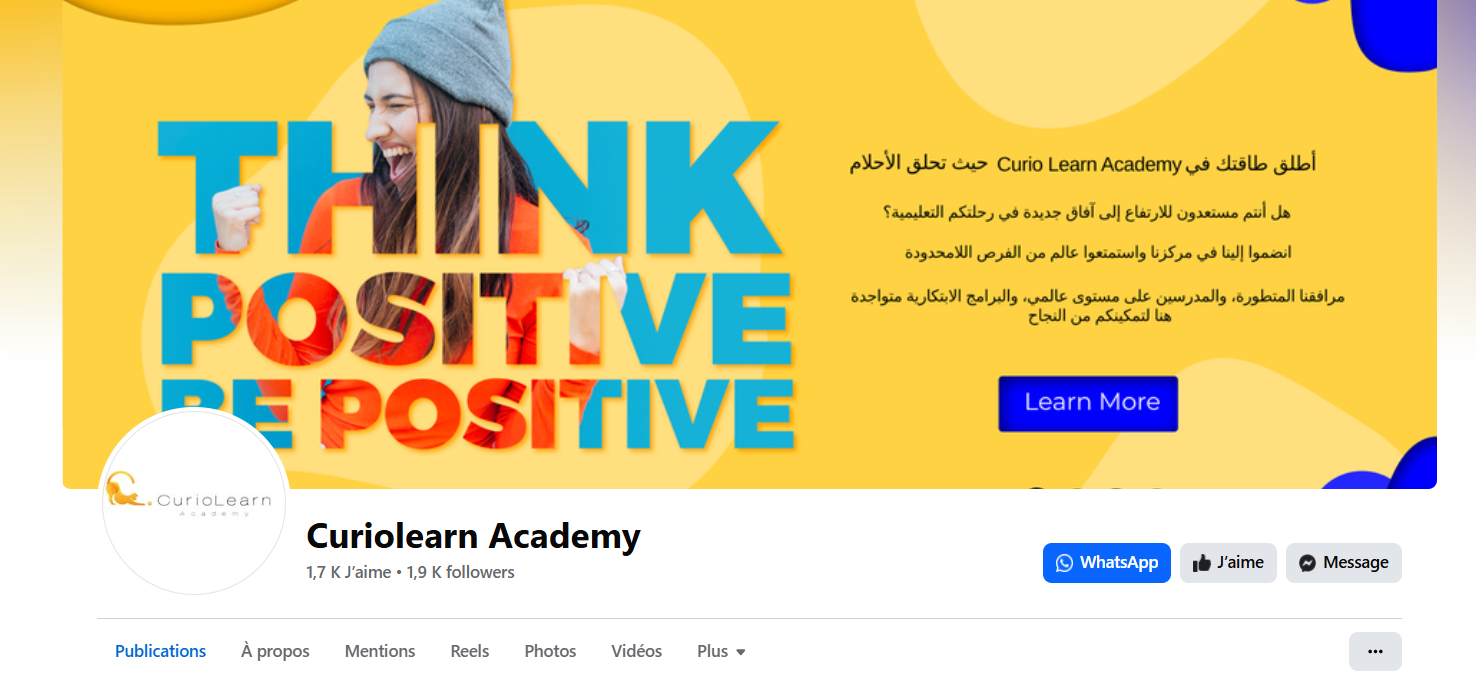 THINK
POSITIVE
BE POSITIVE
أطلق طاقتك في Curio Learn Academy حيث تحلق الأحلام
هل أنتم مستعدون للارتفاع إلى آفاق جديدة في رحلتكم التعليمية؟
انضموا إلينا في مركزنا واستمتعوا عالم من الفرص اللامحدودة
مرافقنا المتطورة، والمدرسين على مستوى عالمي، والبرامج الابتكارية متواجدة
هنا لتمكينكم من النجاح
Learn More
CurioLearn
Academy
Curiolearn Academy
1,7 K J’aime • 1,9 K followers
WhatsApp
J’aime
Message
Publications À propos Mentions Reels Photos Vidéos Plus